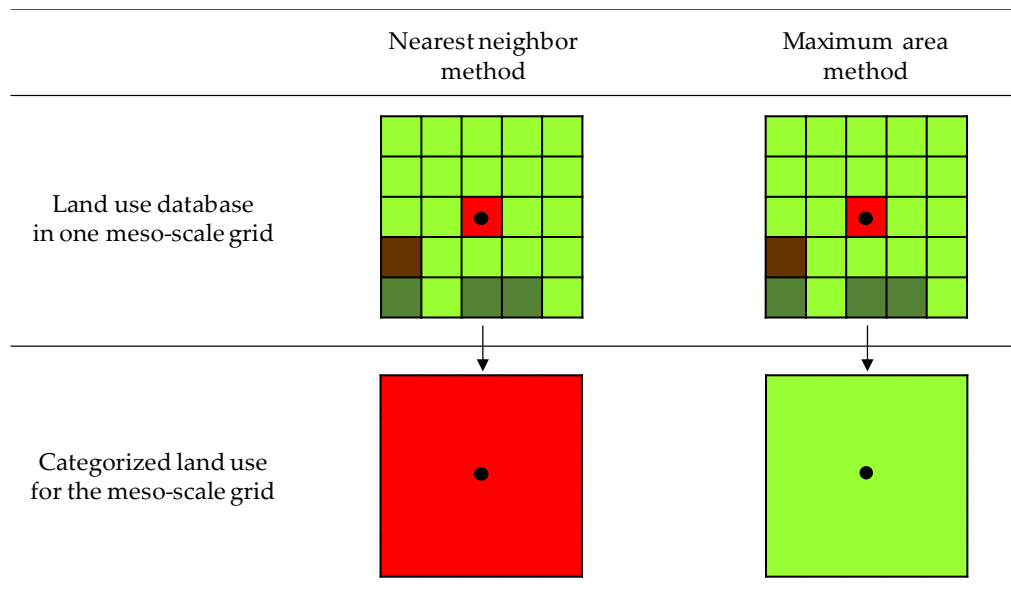 Nearest neighbor
method
Maximum area
method
Land use database
in one meso-scale grid
Categorized land use
for the meso-scale grid